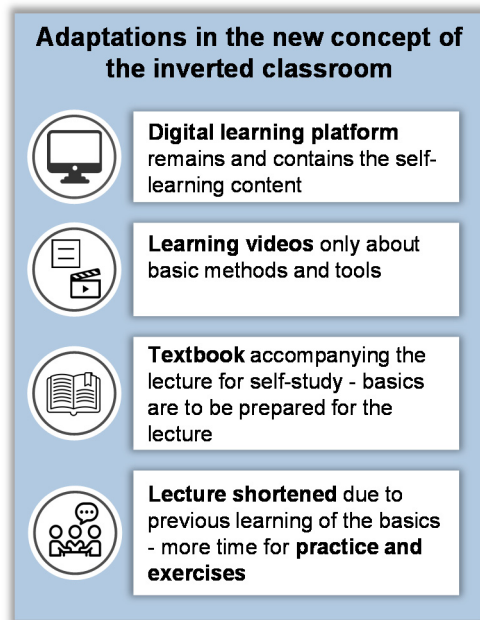 Adaptations in the new concept of
the inverted classroom
Digital learning platform
remains and contains the self-
learning content
Learning videos only about
basic methods and tools
Textbook accompanying the
lecture for self-study - basics
are to be prepared for the
lecture
Lecture shortened due to
previous learning of the basics
- more time for practice and
exercises